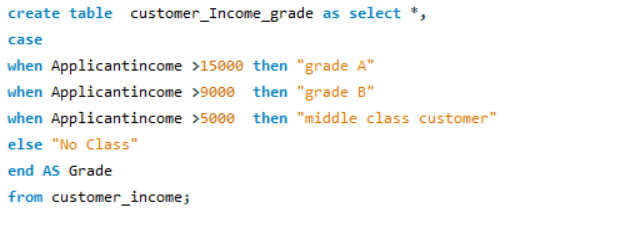 create table  customer_Income_grade as select *,
case
when Applicantincome >15000 then "grade A"
when Applicantincome >9000  then "grade B"
when Applicantincome >5000  then "middle class customer"
else "No Class"
end AS Grade
from customer_income;